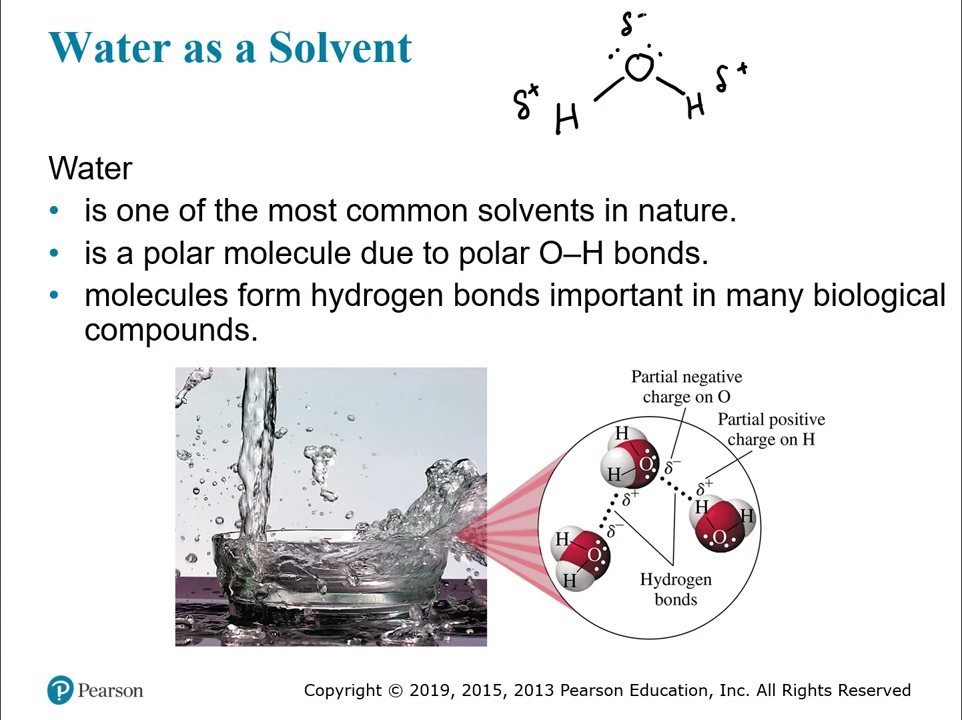 Water as a Solvent
δ-
O
δ+
H
H
δ+
Water
• is one of the most common solvents in nature.
• is a polar molecule due to polar O–H bonds.
• molecules form hydrogen bonds important in many biological
compounds.
Partial negative
charge on O
Partial positive
charge on H
H
H
O
δ−
δ+
δ+
H
H
O
δ−
H
O
H
Hydrogen
bonds
Pearson
Copyright © 2019, 2015, 2013 Pearson Education, Inc. All Rights Reserved